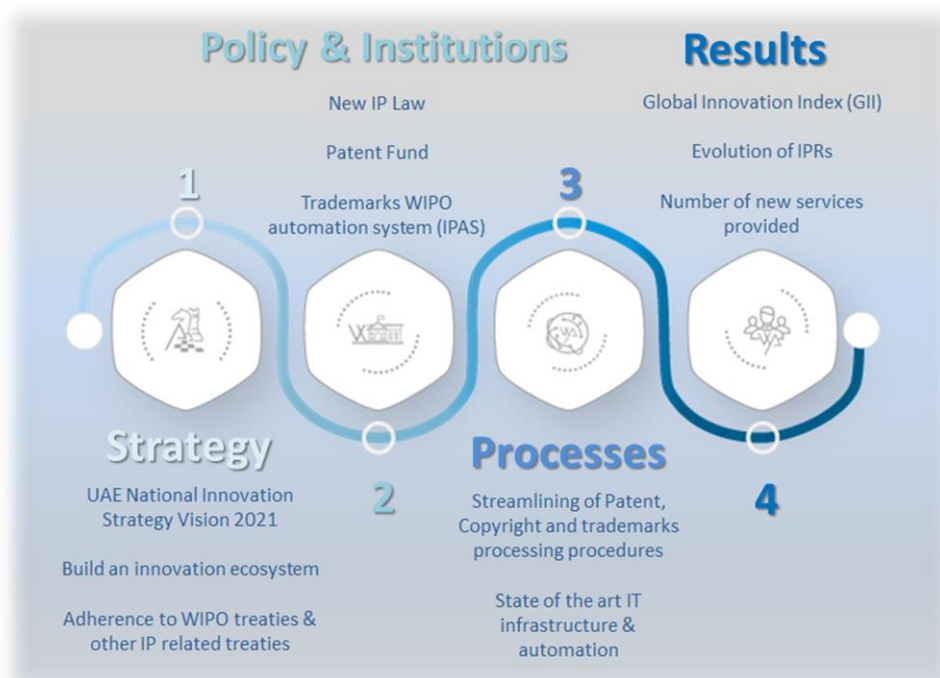 Policy & Institutions
Results
New IP Law
Patent Fund
Trademarks WIPO
automation system (IPAS)
Global Innovation Index (GII)
Evolution of IPRs
Number of new services
provided
1
3
Strategy
UAE National Innovation
Strategy Vision 2021
Build an innovation ecosystem
Adherence to WIPO treaties &
other IP related treaties
2
Processes
Streamlining of Patent,
Copyright and trademarks
processing procedures
State of the art IT
infrastructure &
automation
4